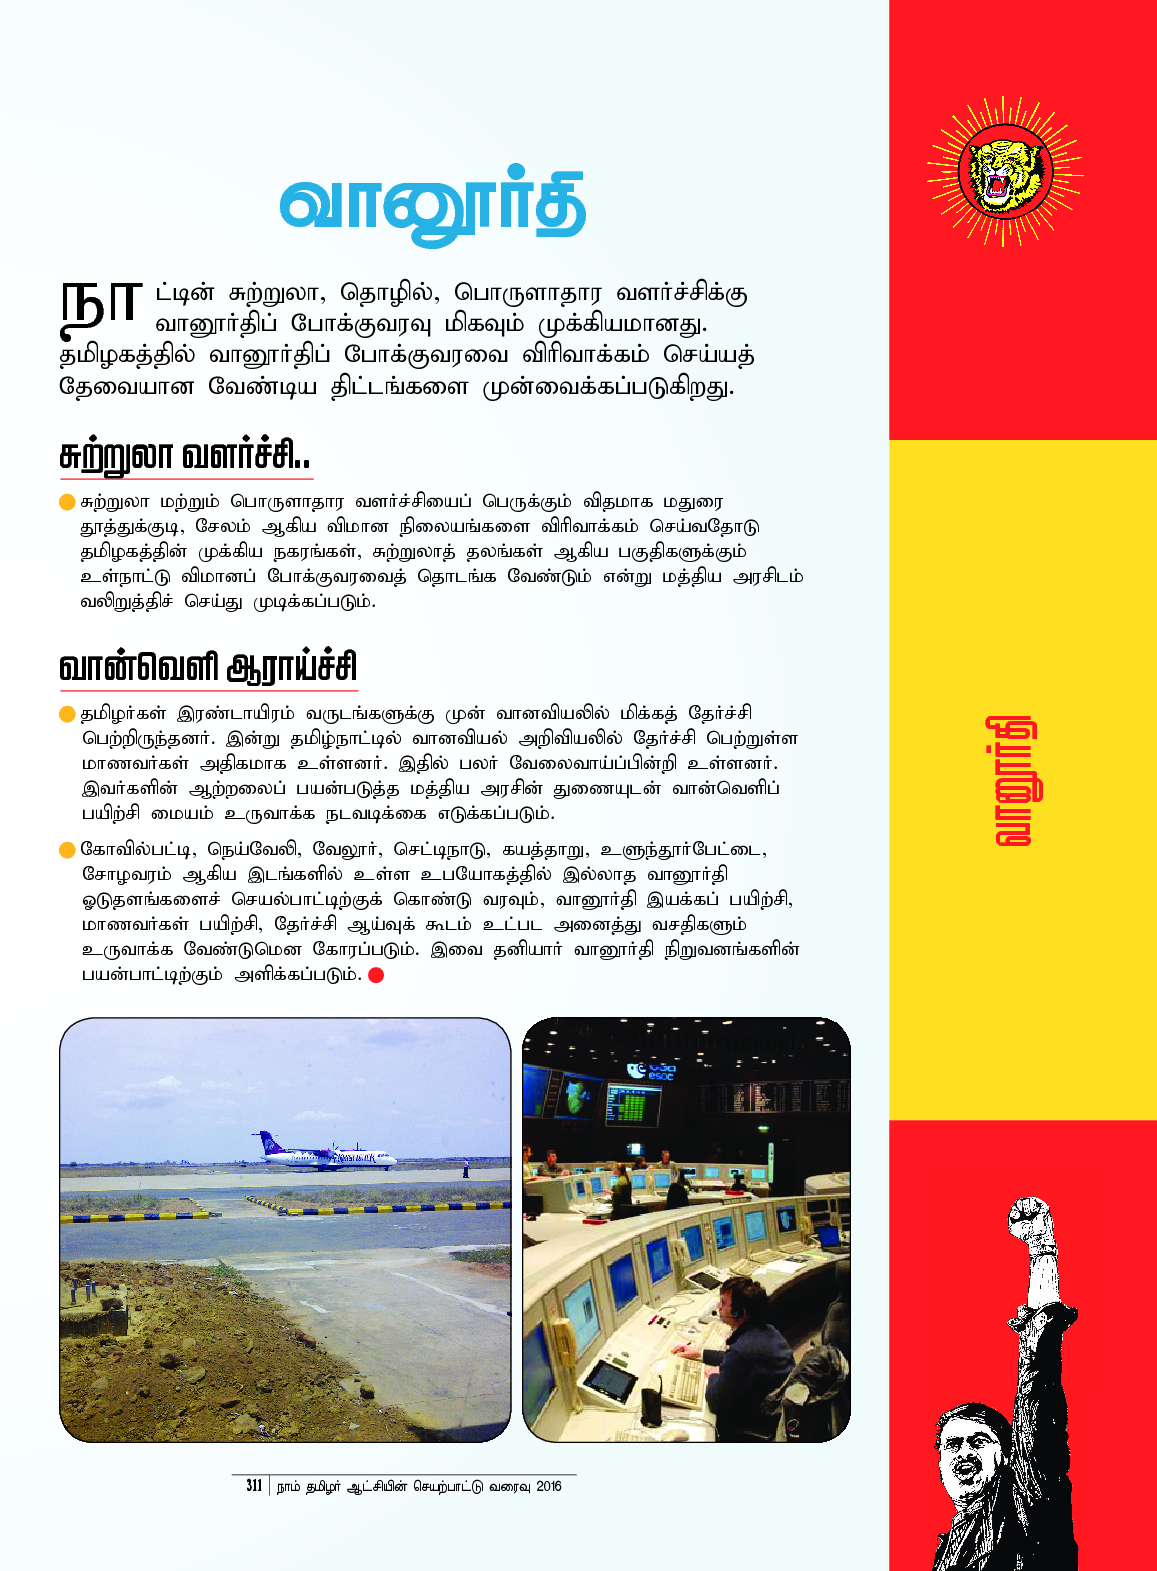 வானூர்தி
நாட்டின் சுற்றுலா, தொழில், பொருளாதார வளர்ச்சிக்கு
வானூர்திப் போக்குவரவு மிகவும் முக்கியமானது.
தமிழகத்தில் வானூர்திப் போக்குவரவை விரிவாக்கம் செய்யத்
தேவையான வேண்டிய திட்டங்களை முன்வைக்கப்படுகிறது.
சுற்றுலா வளர்ச்சி..
சுற்றுலா மற்றும் பொருளாதார வளர்ச்சியைப் பெருக்கும் விதமாக மதுரை
தூத்துக்குடி, சேலம் ஆகிய விமான நிலையங்களை விரிவாக்கம் செய்வதோடு
தமிழகத்தின் முக்கிய நகரங்கள், சுற்றுலாத் தலங்கள் ஆகிய பகுதிகளுக்கும்
உள்நாட்டு விமானப் போக்குவரவைத் தொடங்க வேண்டும் என்று மத்திய அரசிடம்
வலிறுத்திச் செய்து முடிக்கப்படும்.
வான்வெளி ஆராய்ச்சி
தமிழர்கள் இரண்டாயிரம் வருடங்களுக்கு முன் வானவியலில் மிக்கத் தேர்ச்சி
பெற்றிருந்தனர். இன்று தமிழ்நாட்டில் வானவியல் அறிவியலில் தேர்ச்சி பெற்றுள்ள
மாணவர்கள் அதிகமாக உள்ளனர். இதில் பலர் வேலைவாய்ப்பின்றி உள்ளனர்.
இவர்களின் ஆற்றலைப் பயன்படுத்த மத்திய அரசின் துணையுடன் வான்வெளிப்
பயிற்சி மையம் உருவாக்க நடவடிக்கை எடுக்கப்படும்.
கோவில்பட்டி, நெய்வேலி, வேலூர், செட்டிநாடு, கயத்தாறு, உளுந்தூர்பேட்டை,
சோழவரம் ஆகிய இடங்களில் உள்ள உபயோகத்தில் இல்லாத வானூர்தி
ஓடுதளங்களைச் செயல்பாட்டிற்குக் கொண்டு வரவும், வானூர்தி இயக்கப் பயிற்சி,
மாணவர்கள் பயிற்சி, தேர்ச்சி ஆய்வுக் கூடம் உட்பட அனைத்து வசதிகளும்
உருவாக்க வேண்டுமென கோரப்படும். இவை தனியார் வானூர்தி நிறுவனங்களின்
பயன்பாட்டிற்கும் அளிக்கப்படும்.
வானூர்தி
esa
esoc
311 நாம் தமிழர் ஆட்சியின் செயற்பாட்டு வரைவு 2016